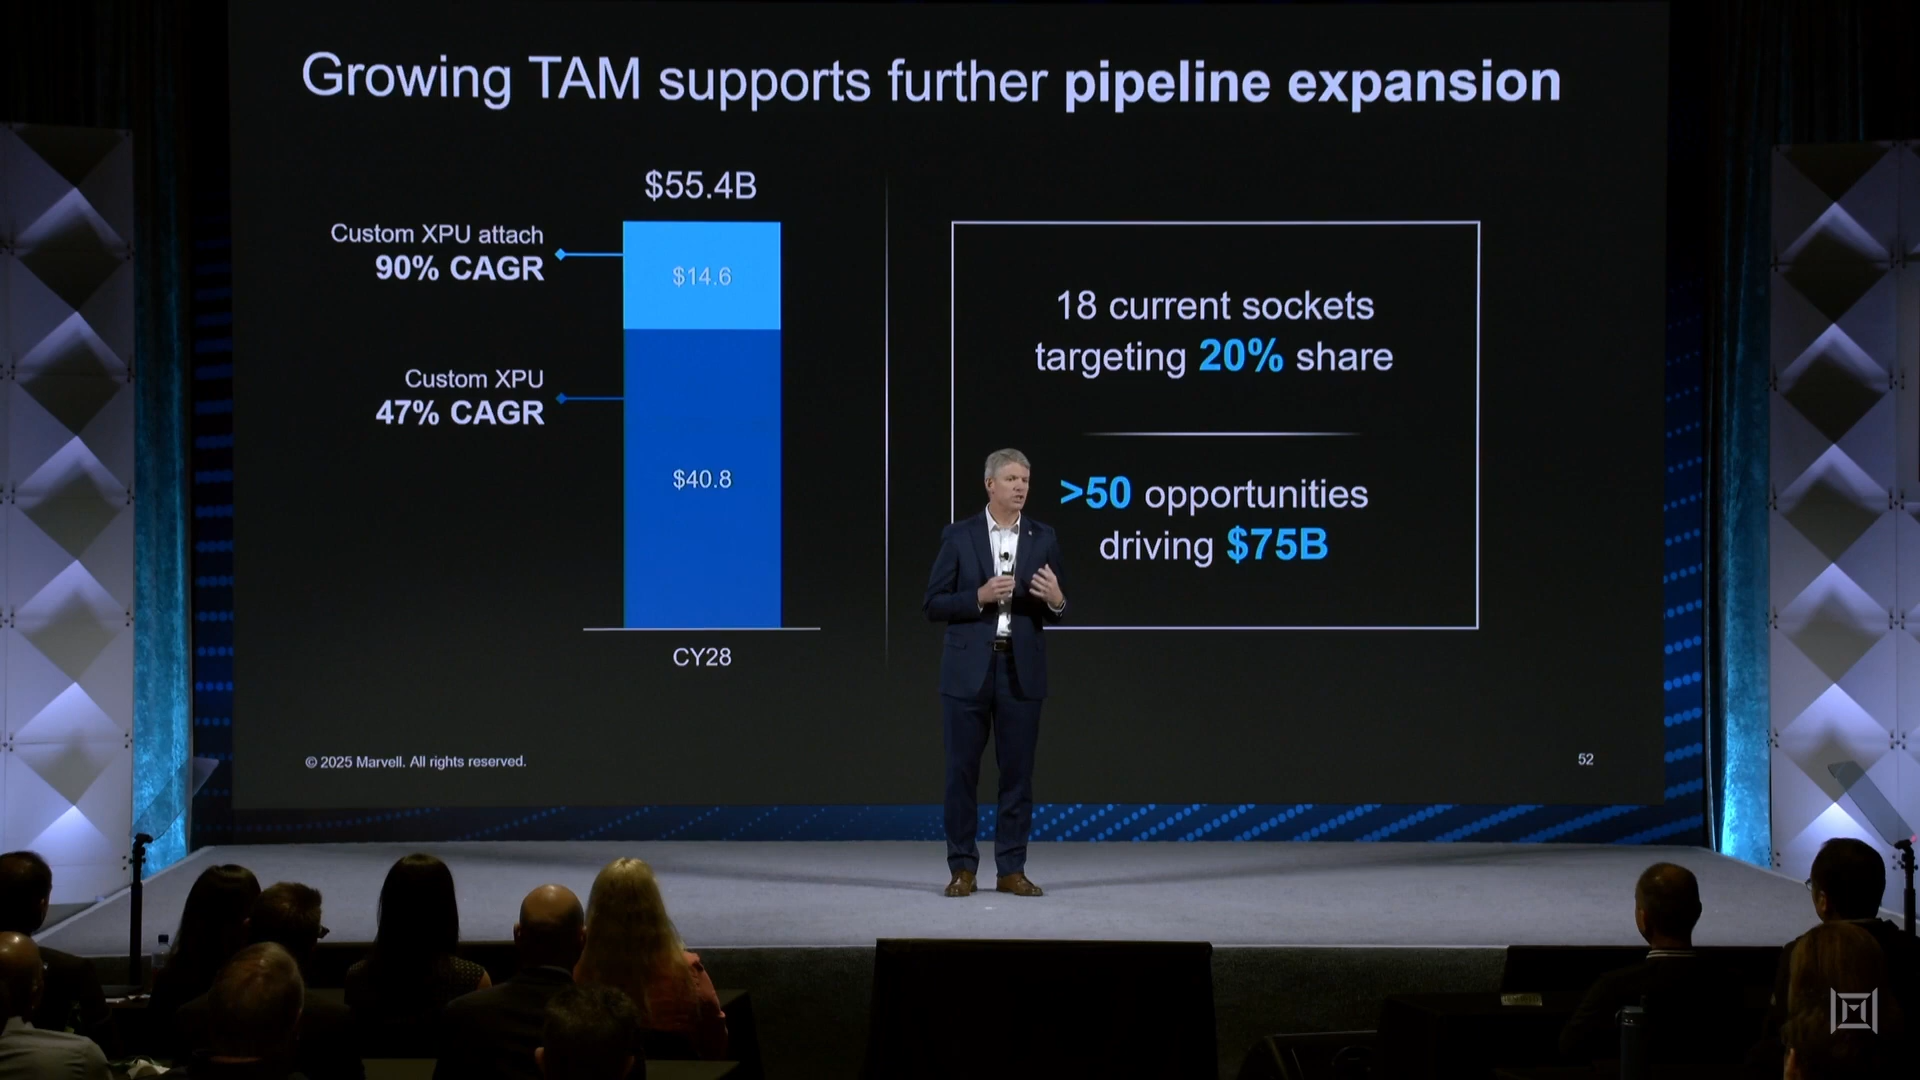 Growing TAM supports further pipeline expansion
$55.4B
Custom XPU attach
90% CAGR
$14.6
Custom XPU
47% CAGR
$40.8
CY28
18 current sockets
targeting 20% share
>50 opportunities
driving $75B
© 2025 Marvell. All rights reserved.
52